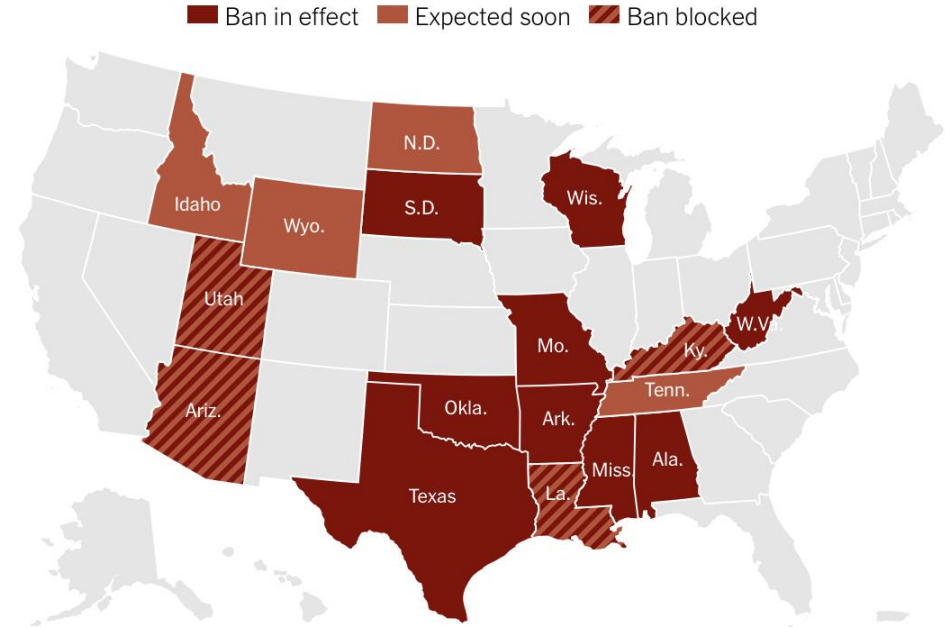 Ban in effect Expected soon Ban blocked
N.D.
Wis.
Idaho
S.D.
Wyo.
Utah
W.Va.
Mo.
Ky.
Tenn.
Okla.
Ariz.
Ark.
Ala.
Miss.
Texas
La.